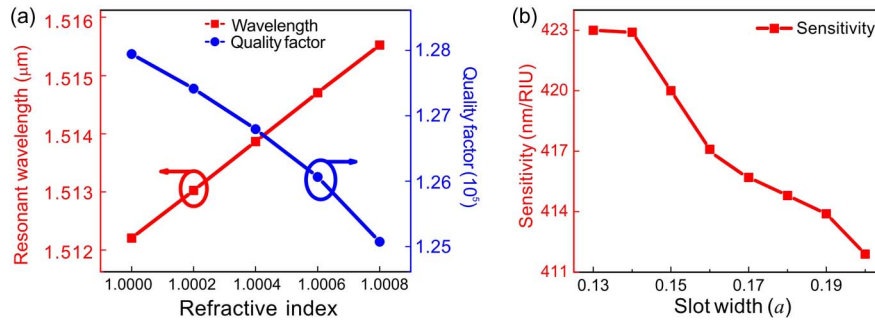 (a)
Wavelength
Quality factor
Resonant wavelength (μm)
1.516
1.515
1.514
1.513
1.512
Quality factor (10⁵)
1.28
1.27
1.26
1.25
1.0000 1.0002 1.0004 1.0006 1.0008
Refractive index
(b)
Sensitivity
Sensitivity (nm/RIU)
423
420
417
414
411
0.13 0.15 0.17 0.19
Slot width (a)